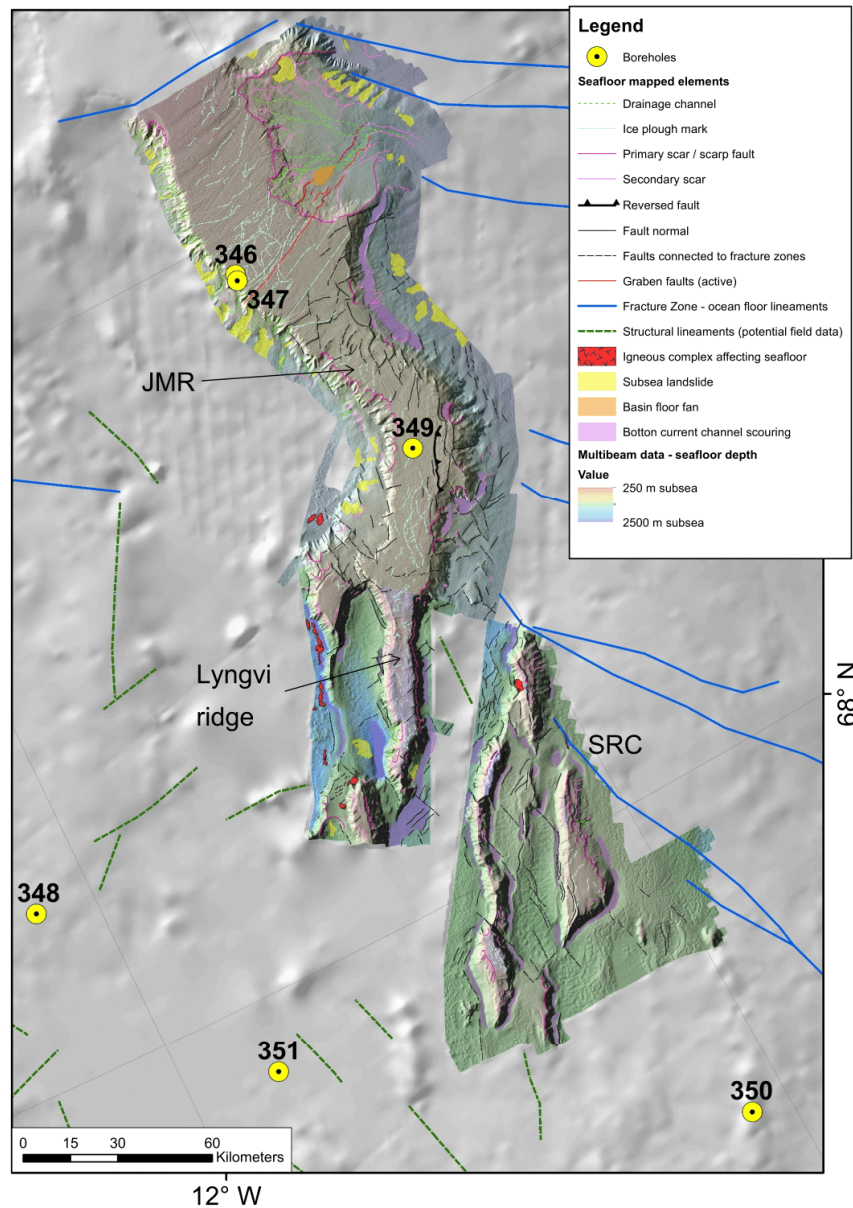 Legend
Boreholes
Seafloor mapped elements
Drainage channel
Ice plough mark
Primary scar / scarp fault
Secondary scar
Reversed fault
Fault normal
Faults connected to fracture zones
Graben faults (active)
Fracture Zone - ocean floor lineaments
Structural lineaments (potential field data)
Igneous complex affecting seafloor
Subsea landslide
Basin floor fan
Botton current channel scouring
Multibeam data - seafloor depth
Value
250 m subsea
2500 m subsea
346
347
JMR
349
Lyngvi
ridge
SRC
68° N
348
351
350
0 15 30 60
Kilometers
12° W